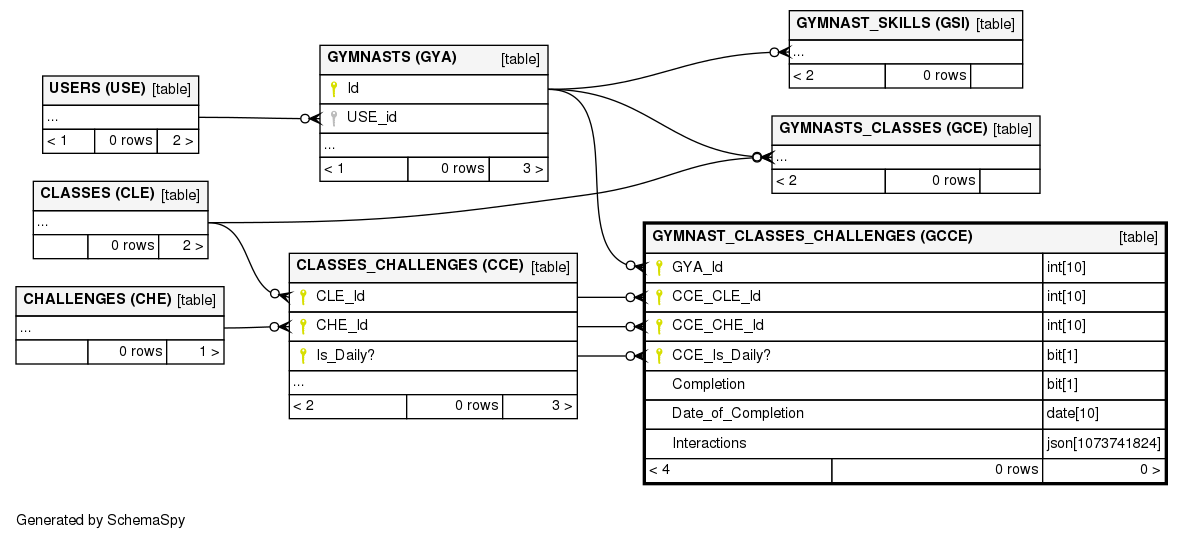 GYMNAST_SKILLS (GSI) [table]
...
< 2 0 rows
GYMNASTS (GYA) [table]
Id
USE_id
...
< 1 0 rows 3 >
USERS (USE) [table]
...
< 1 0 rows 2 >
GYMNASTS_CLASSES (GCE) [table]
...
< 2 0 rows
CLASSES (CLE) [table]
...
0 rows 2 >
GYMNAST_CLASSES_CHALLENGES (GCCE) [table]
GYA_Id int[10]
CCE_CLE_Id int[10]
CCE_CHE_Id int[10]
CCE_Is_Daily? bit[1]
Completion bit[1]
Date_of_Completion date[10]
Interactions json[1073741824]
< 4 0 rows 0 >
CLASSES_CHALLENGES (CCE) [table]
CLE_Id
CHE_Id
Is_Daily?
...
< 2 0 rows 3 >
CHALLENGES (CHE) [table]
...
0 rows 1 >
Generated by SchemaSpy